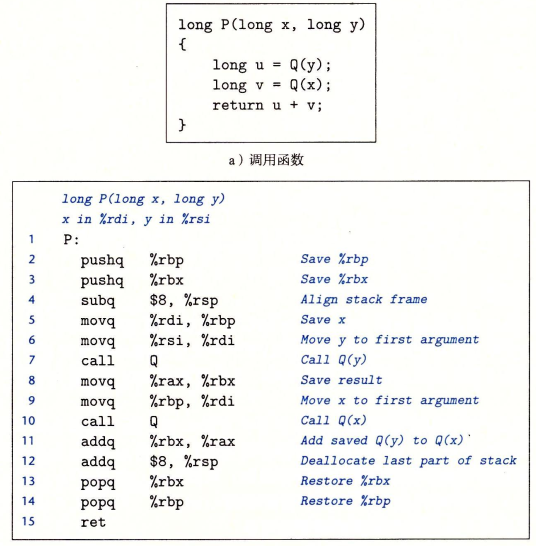 long P(long x, long y)
{
    long u = Q(y);
    long v = Q(x);
    return u + v;
}
a）调用函数
long P(long x, long y)
x in %rdi, y in %rsi
1 P:
2 pushq %rbp Save %rbp
3 pushq %rbx Save %rbx
4 subq $8, %rsp Align stack frame
5 movq %rdi, %rbp Save x
6 movq %rsi, %rdi Move y to first argument
7 call Q Call Q(y)
8 movq %rax, %rbx Save result
9 movq %rbp, %rdi Move x to first argument
10 call Q Call Q(x)
11 addq %rbx, %rax Add saved Q(y) to Q(x)
12 addq $8, %rsp Deallocate last part of stack
13 popq %rbx Restore %rbx
14 popq %rbp Restore %rbp
15 ret